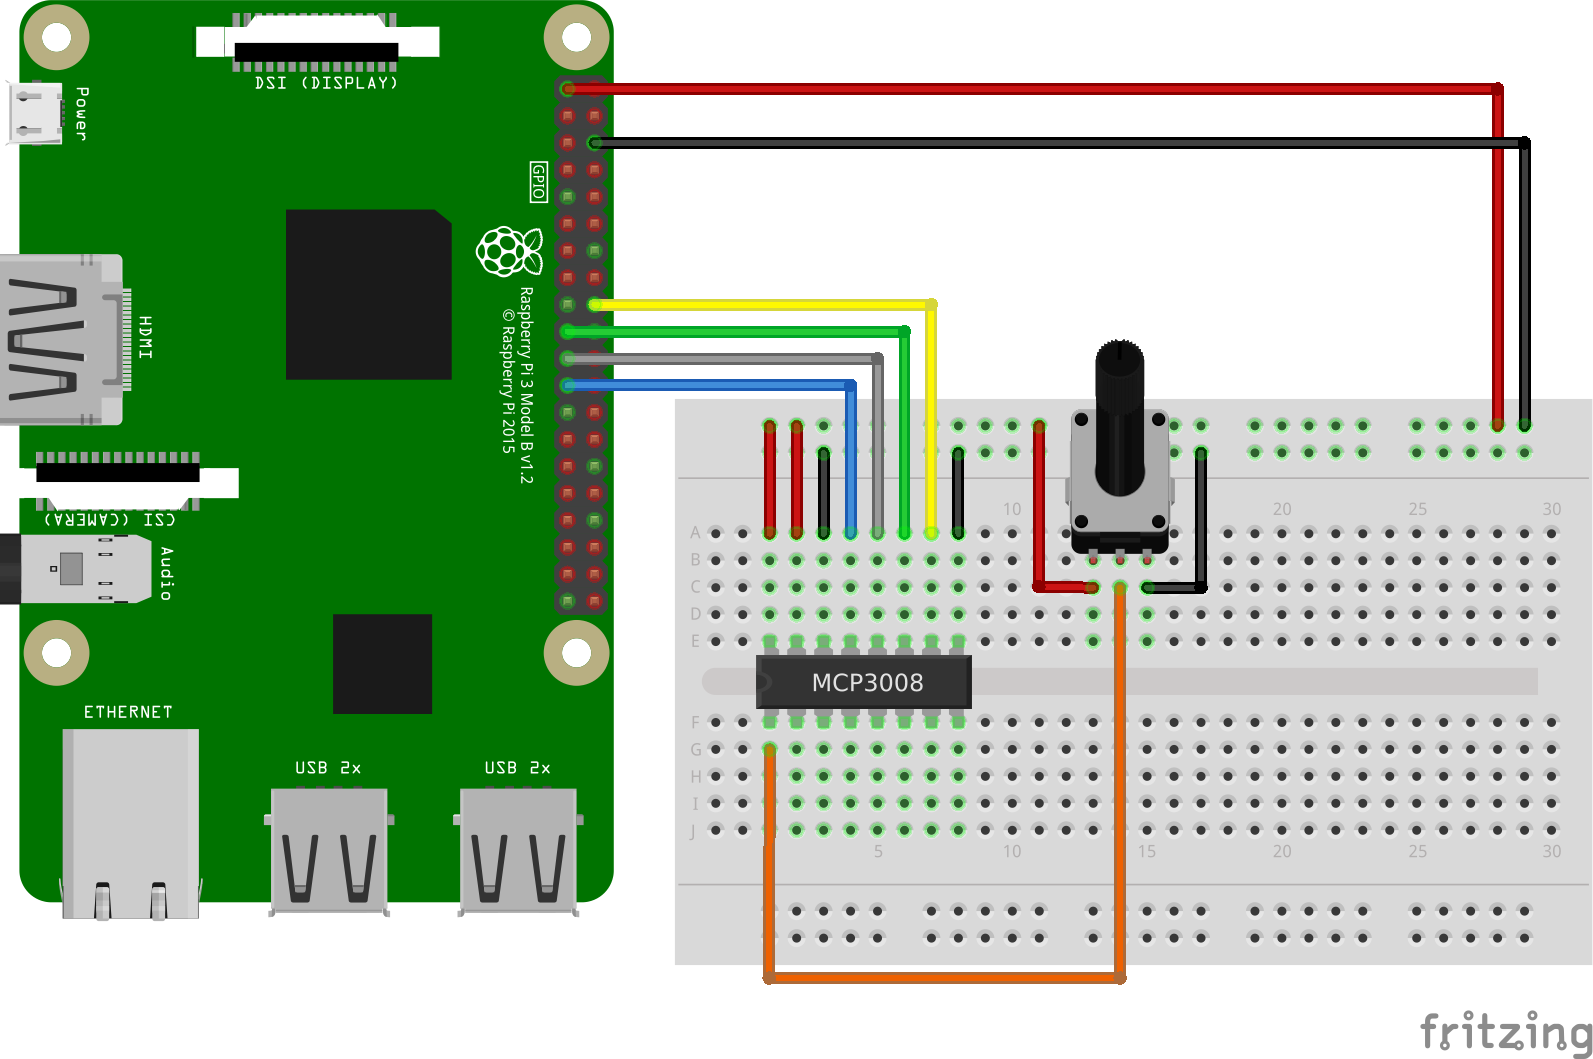 DSI (DISPLAY)
Power
GPIO
HDMI
Raspberry Pi 3 Model B v1.2
© Raspberry Pi 2015
CSI (CAMERA)
Audio
ETHERNET
USB 2x
USB 2x
10
20
25
30
A
B
C
D
E
MCP3008
F
G
H
I
J
5
10
15
20
25
30
fritzing